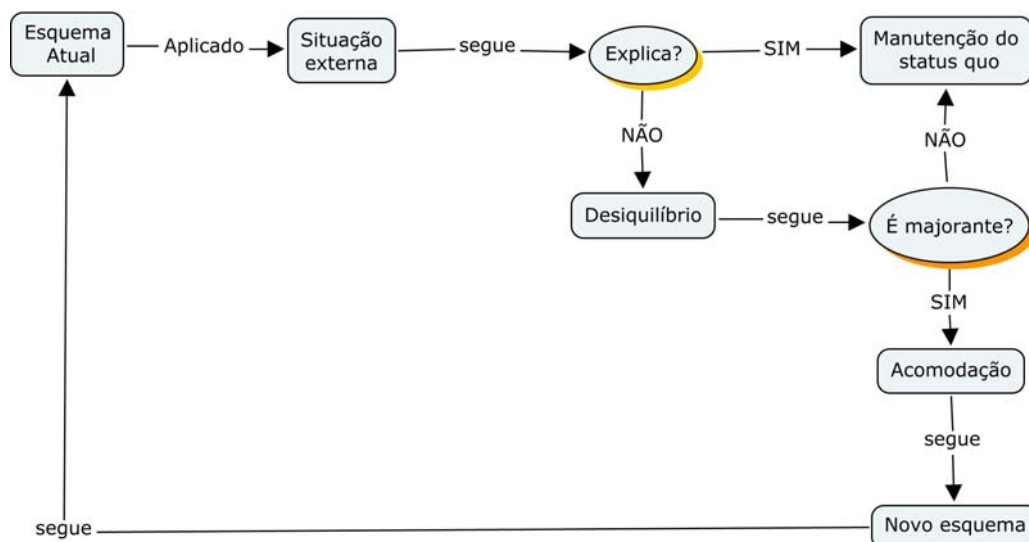 Esquema
Atual
Aplicado
Situação
externa
segue
Explica?
SIM
Manutenção do
status quo
NÃO
NÃO
Desiquilíbrio
segue
É majorante?
SIM
Acomodação
segue
Novo esquema
segue